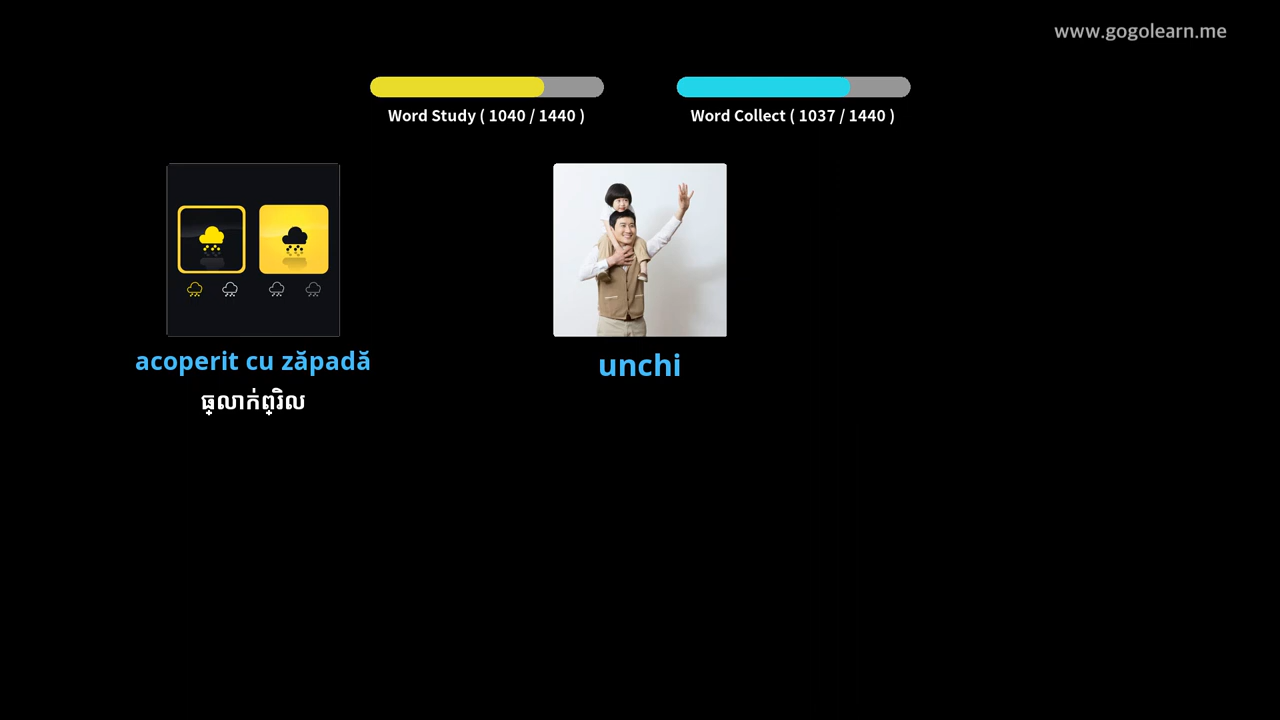 www.gogolearn.me
Word Study ( 1040 / 1440 )
Word Collect ( 1037 / 1440 )
acoperit cu zăpadă
ធ្លាក់ព្រិល
unchi